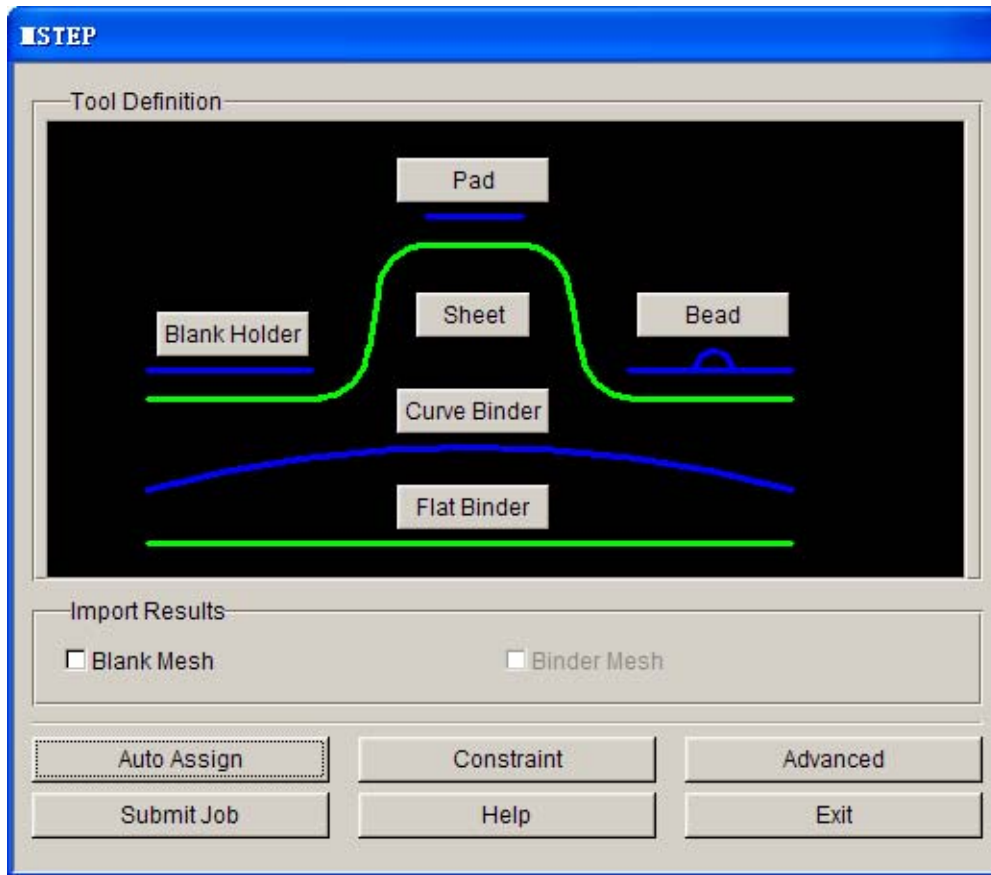 MSTEP
Tool Definition
Pad
Blank Holder
Sheet
Bead
Curve Binder
Flat Binder
Import Results
Blank Mesh
Binder Mesh
Auto Assign
Constraint
Advanced
Submit Job
Help
Exit